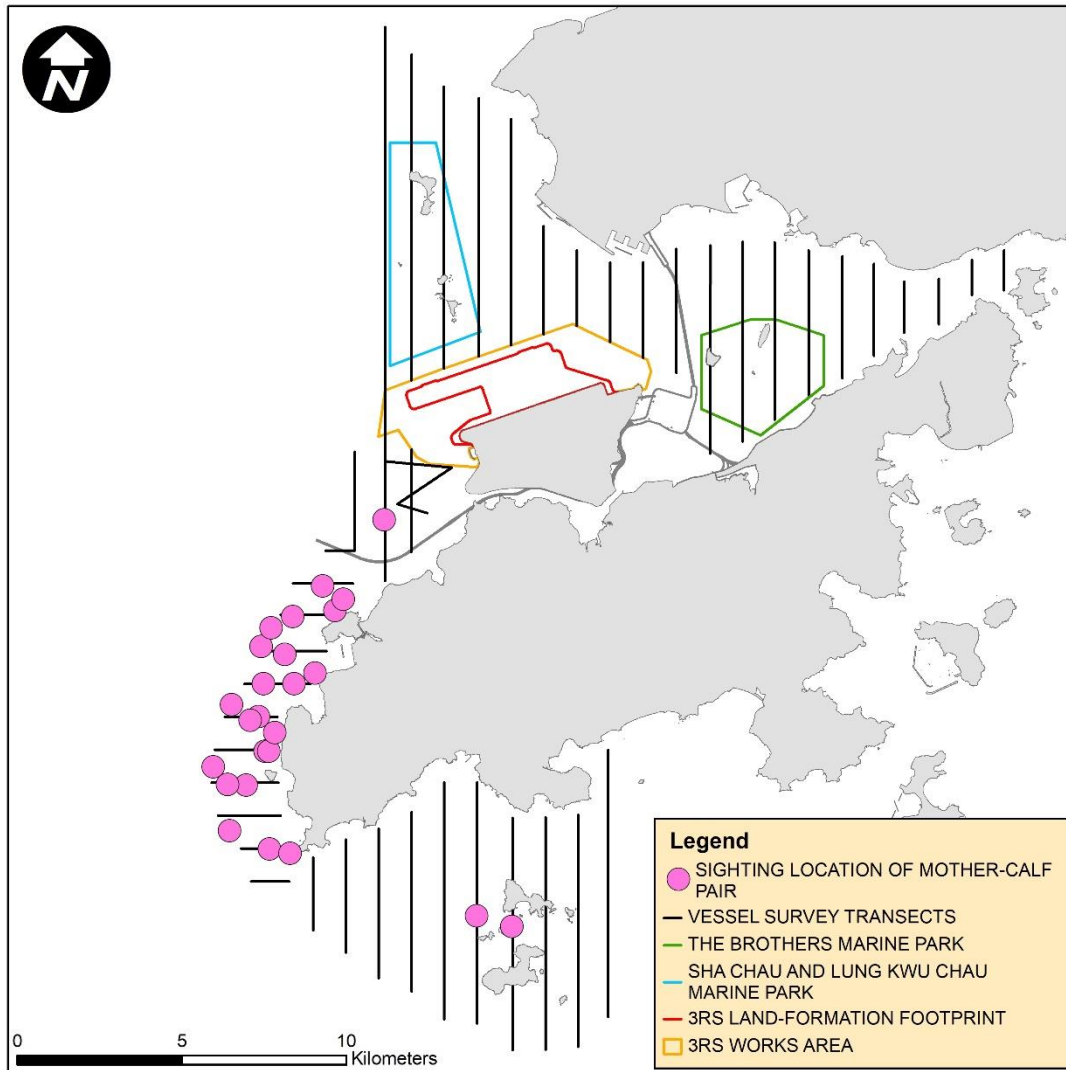 N
Legend
SIGHTING LOCATION OF MOTHER-CALF
PAIR
VESSEL SURVEY TRANSECTS
THE BROTHERS MARINE PARK
SHA CHAU AND LUNG KWU CHAU
MARINE PARK
3RS LAND-FORMATION FOOTPRINT
3RS WORKS AREA
0 5 10
Kilometers